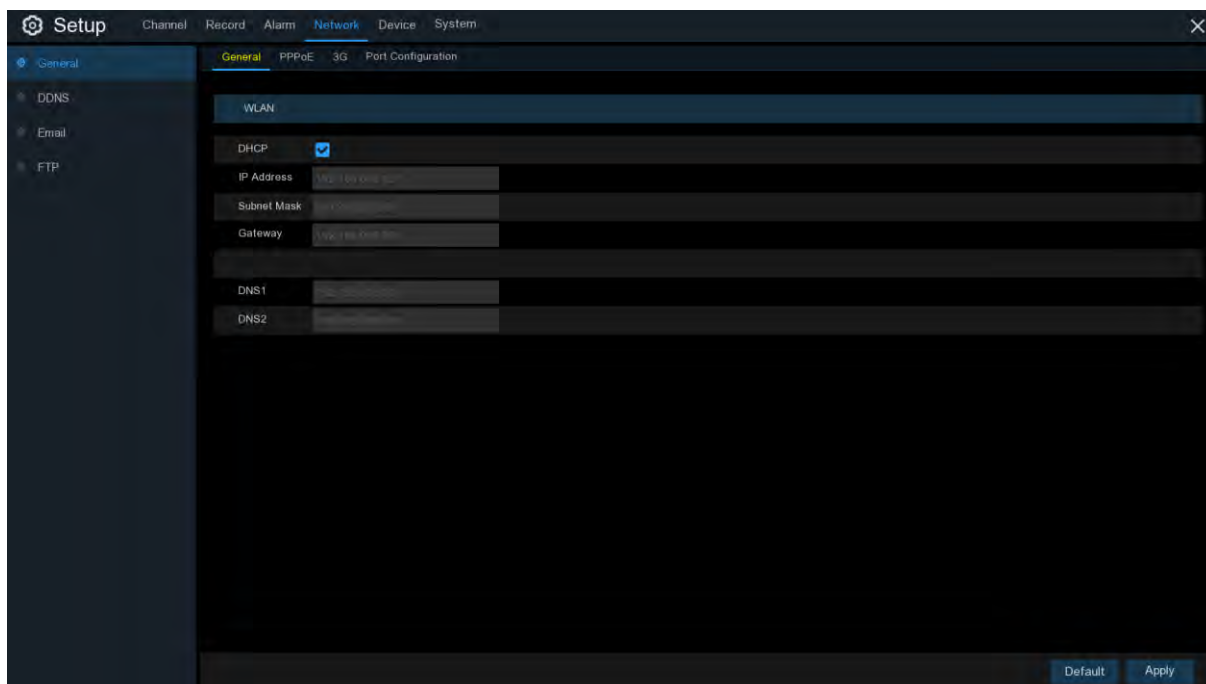 Setup Channel Record Alarm Network Device System
General General PPPoE 3G Port Configuration
DDNS
WLAN
Email
DHCP
FTP
IP Address
Subnet Mask
Gateway
DNS1
DNS2
Default Apply